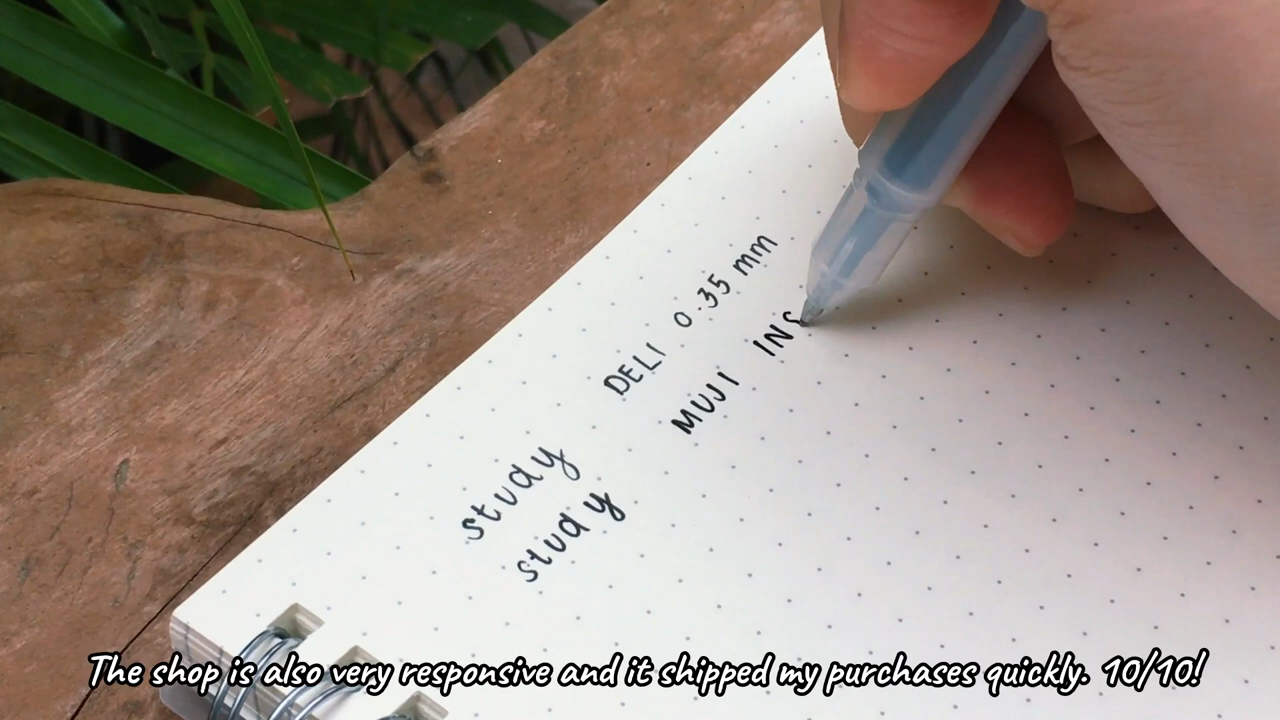 DELI 0.35 mm
MUJI INS
study
study
The shop is also very responsive and it shipped my purchases quickly. 10/10!